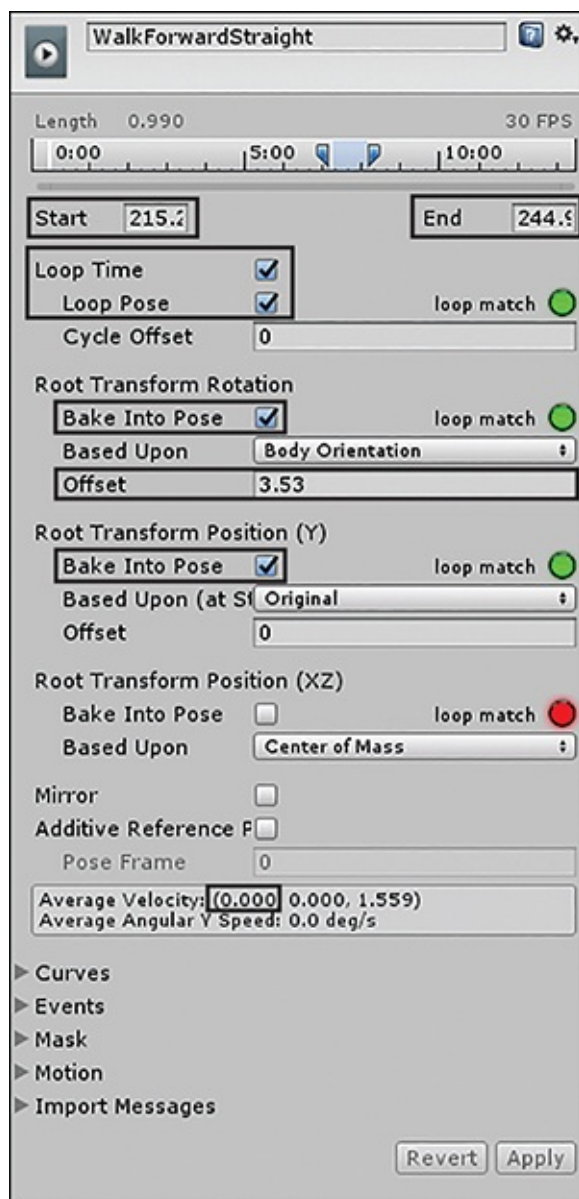 WalkForwardStraight
Length 0.990 30 FPS
0:00 5:00 10:00
Start 215.2 End 244.9
Loop Time
Loop Pose loop match
Cycle Offset 0
Root Transform Rotation
Bake Into Pose loop match
Based Upon Body Orientation
Offset 3.53
Root Transform Position (Y)
Bake Into Pose loop match
Based Upon (at St Original
Offset 0
Root Transform Position (XZ)
Bake Into Pose loop match
Based Upon Center of Mass
Mirror
Additive Reference P
Pose Frame 0
Average Velocity: (0.000, 0.000, 1.559)
Average Angular Y Speed: 0.0 deg/s
Curves
Events
Mask
Motion
Import Messages
Revert Apply